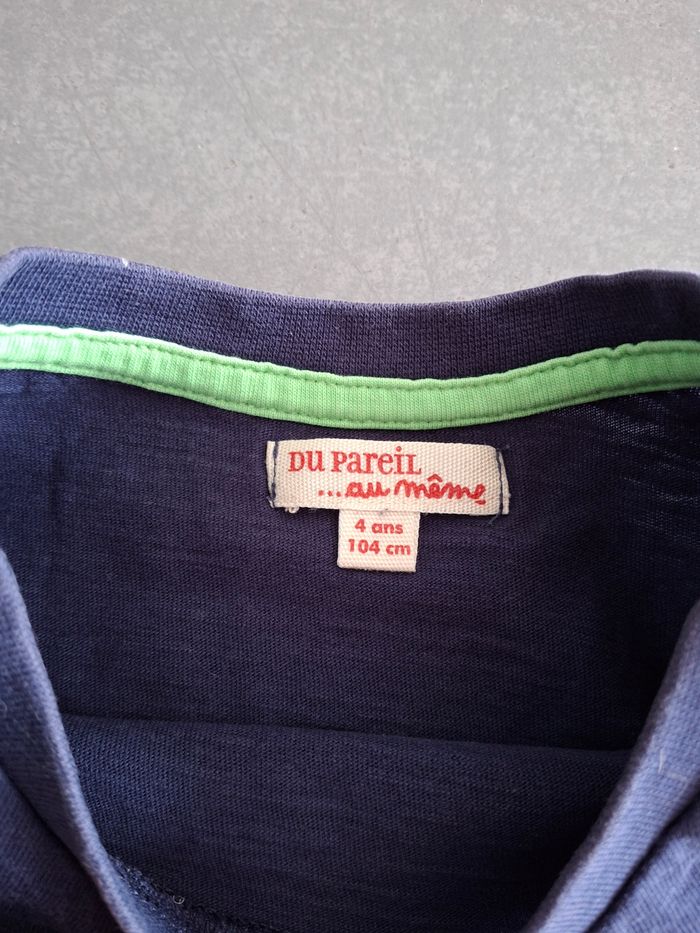 DU PAREIL
...au même
4 ans
104 cm